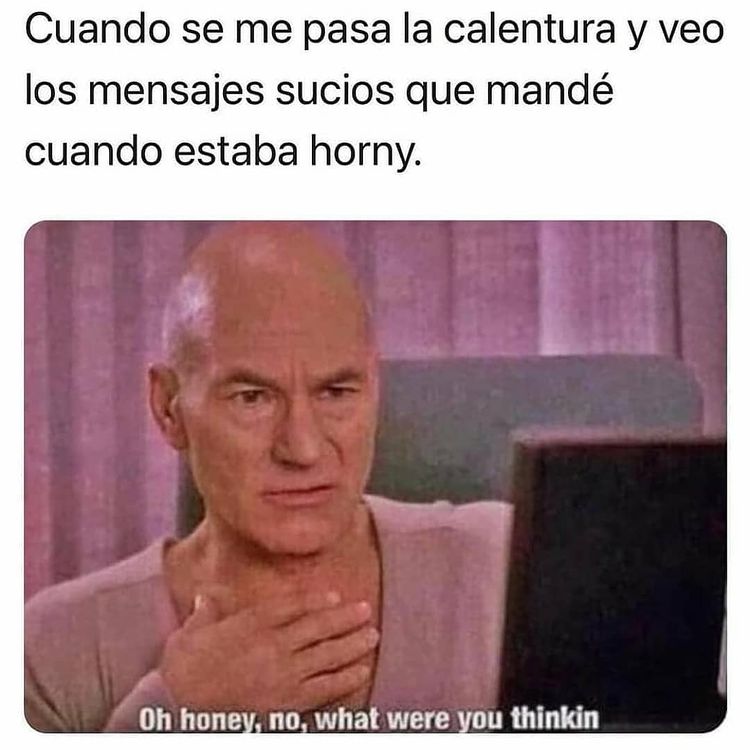 Cuando se me pasa la calentura y veo
los mensajes sucios que mandé
cuando estaba horny.
Oh honey, no, what were you thinkin